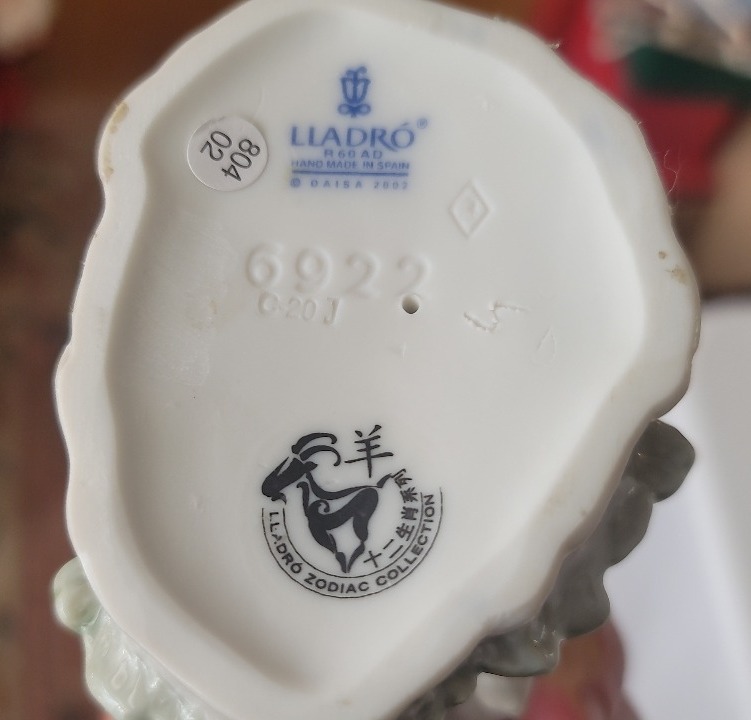 LLADRÓ®
R 60 AD
HAND MADE IN SPAIN
© DAISA 2002
804
02
6922
C-20 J
羊
十二生肖系列
LLADRÓ ZODIAC COLLECTION